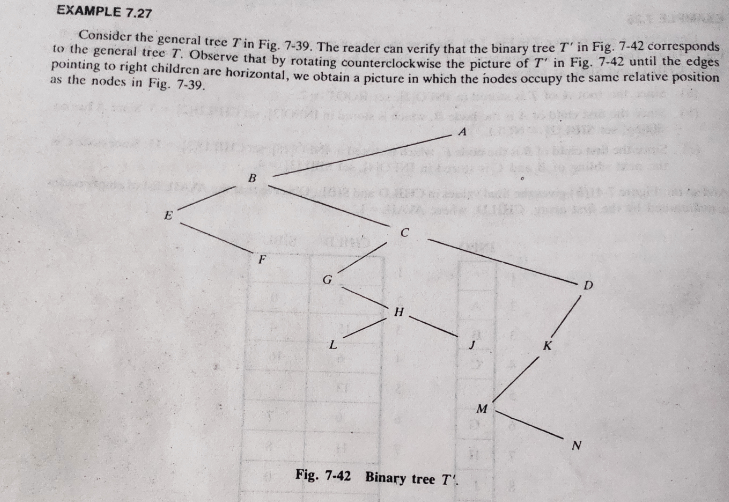 EXAMPLE 7.27
Consider the general tree T in Fig. 7-39. The reader can verify that the binary tree T' in Fig. 7-42 corresponds
to the general tree T. Observe that by rotating counterclockwise the picture of T' in Fig. 7-42 until the edges
pointing to right children are horizontal, we obtain a picture in which the nodes occupy the same relative position
as the nodes in Fig. 7-39.
A
B
E
C
F
G
D
H
L
J
K
M
N
Fig. 7-42 Binary tree T'.